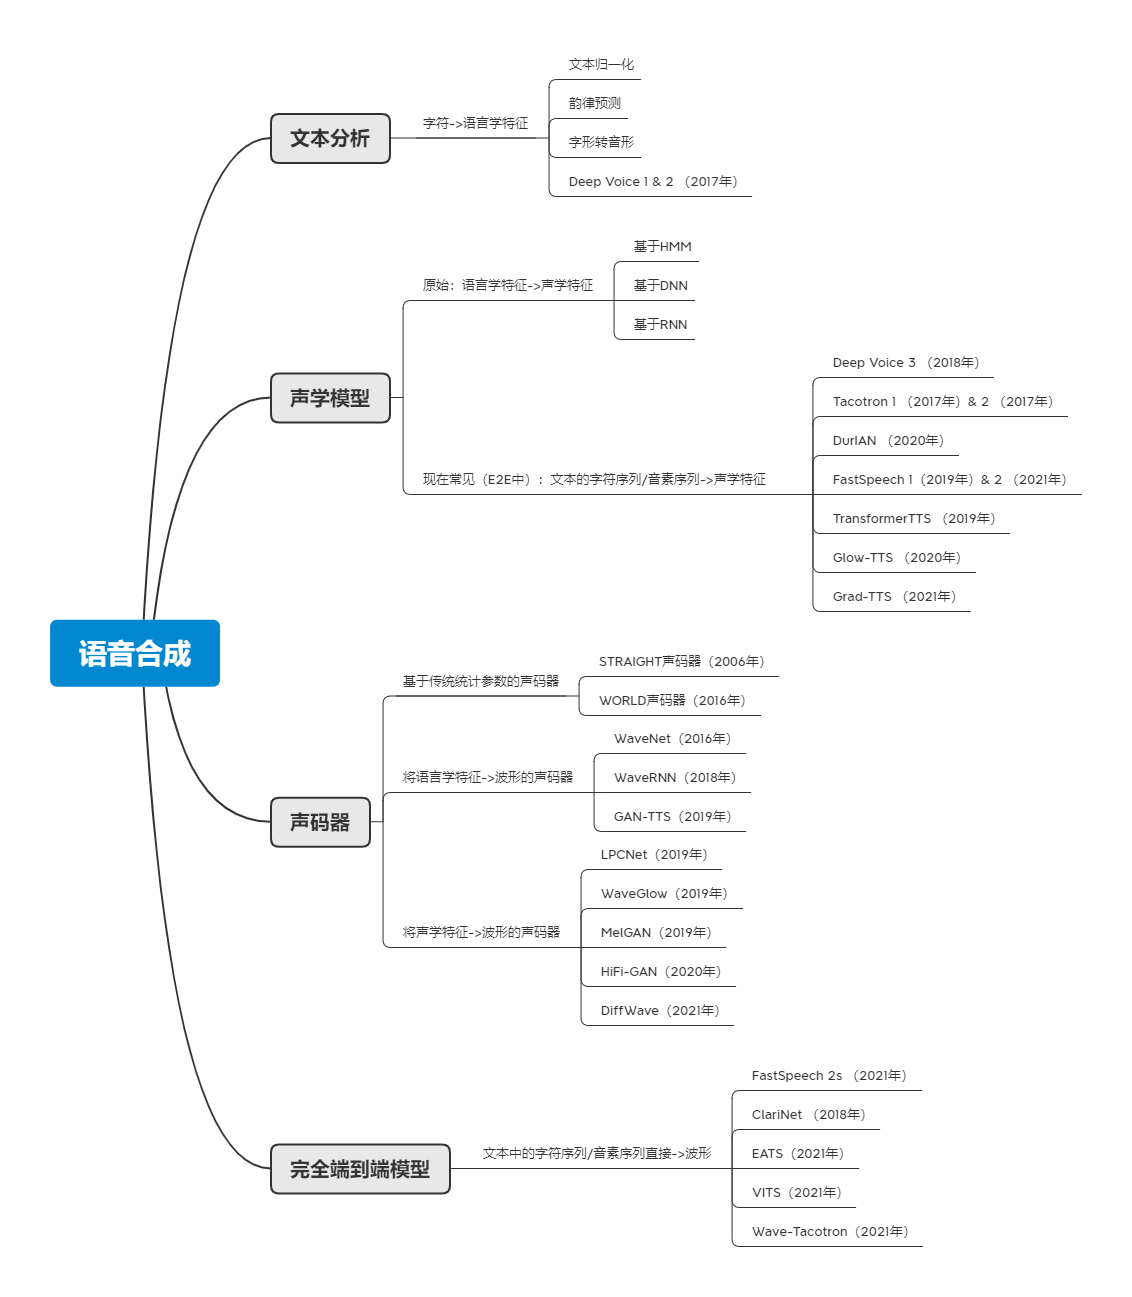 语音合成
文本分析
字符->语言学特征
文本归一化
韵律预测
字形转音形
Deep Voice 1 & 2 （2017年）
声学模型
原始：语言学特征->声学特征
基于HMM
基于DNN
基于RNN
现在常见（E2E中）：文本的字符序列/音素序列->声学特征
Deep Voice 3 （2018年）
Tacotron 1 （2017年）& 2 （2017年）
DurIAN （2020年）
FastSpeech 1（2019年）& 2 （2021年）
TransformerTTS （2019年）
Glow-TTS （2020年）
Grad-TTS （2021年）
声码器
基于传统统计参数的声码器
STRAIGHT声码器（2006年）
WORLD声码器（2016年）
将语言学特征->波形的声码器
WaveNet（2016年）
WaveRNN（2018年）
GAN-TTS（2019年）
将声学特征->波形的声码器
LPCNet（2019年）
WaveGlow（2019年）
MelGAN（2019年）
HiFi-GAN（2020年）
DiffWave（2021年）
完全端到端模型
文本中的字符序列/音素序列直接->波形
FastSpeech 2s （2021年）
ClariNet （2018年）
EATS（2021年）
VITS（2021年）
Wave-Tacotron（2021年）